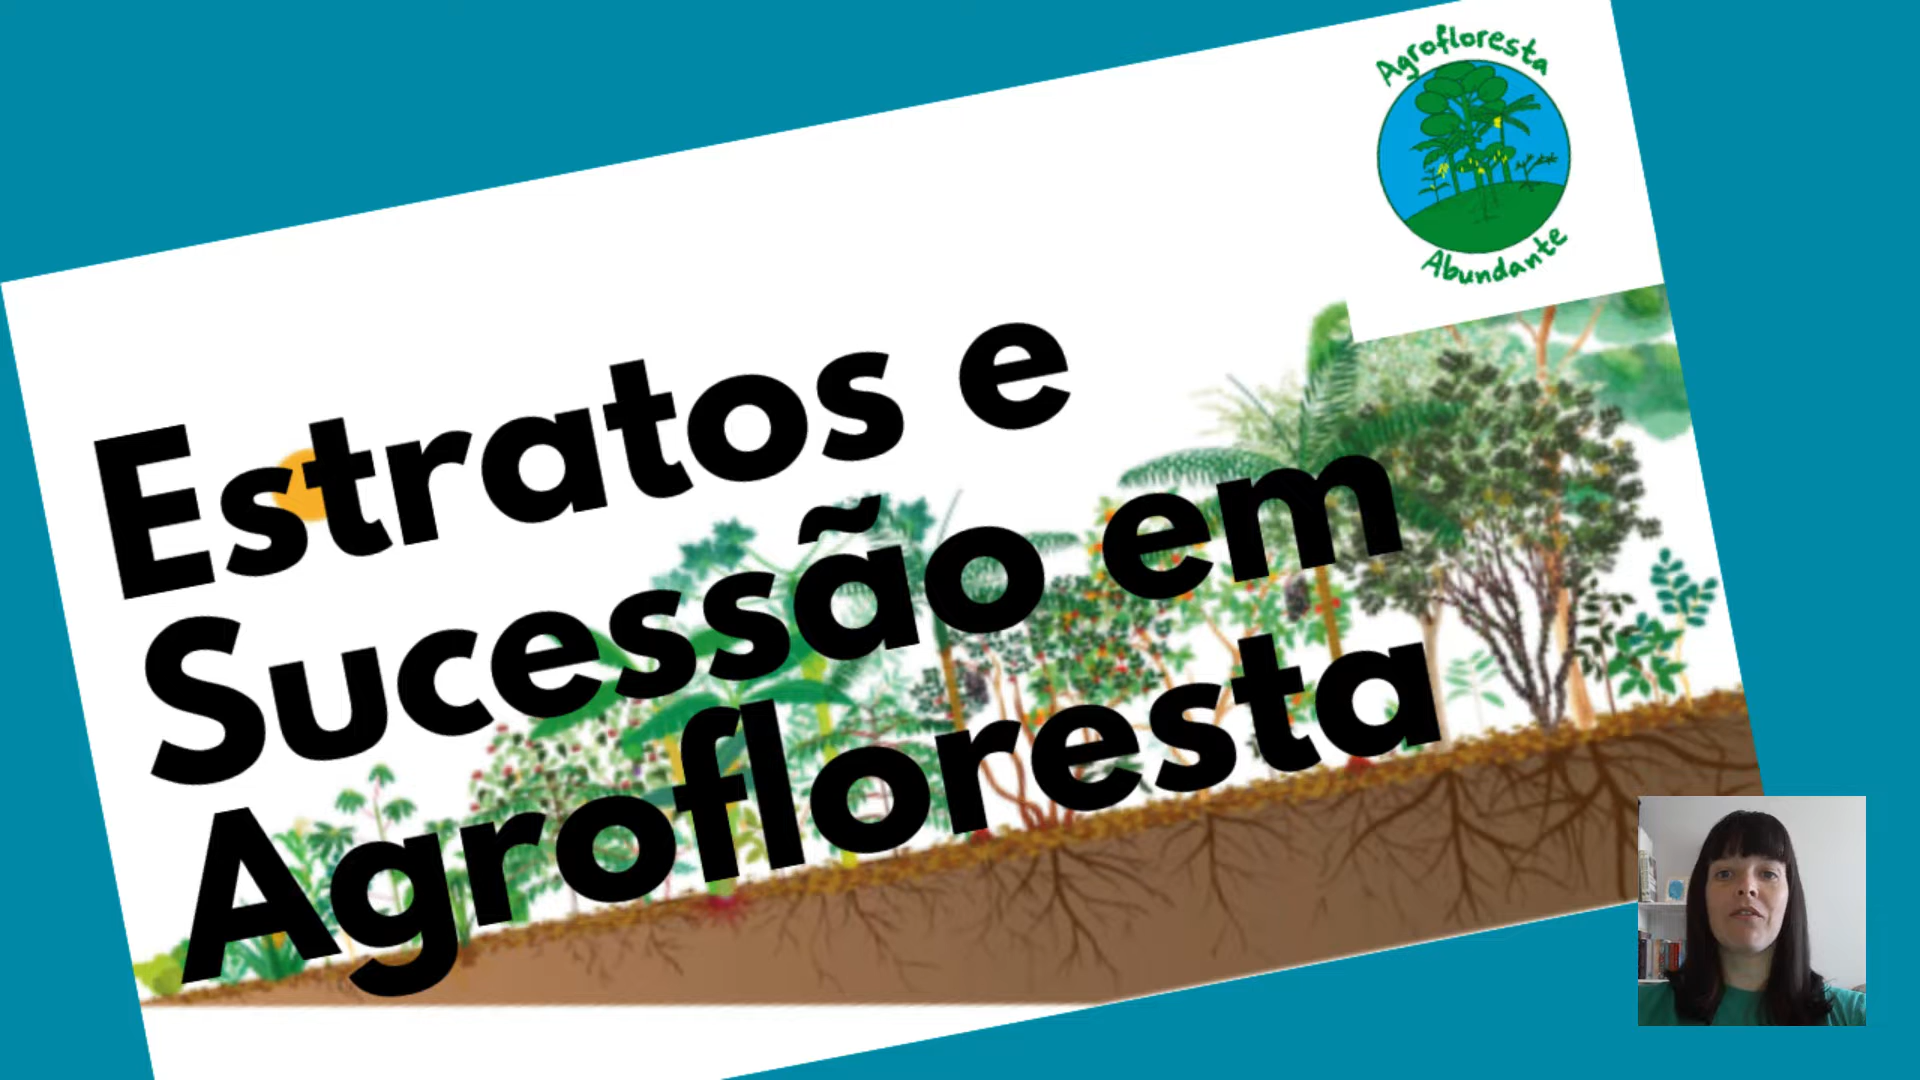 Agrofloresta
Abundante
Estratos e
Sucessão em
Agrofloresta